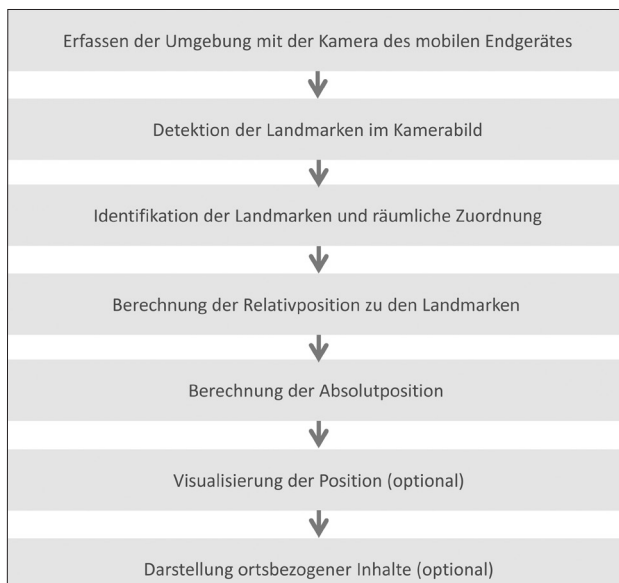 Erfassen der Umgebung mit der Kamera des mobilen Endgerätes
Detektion der Landmarken im Kamerabild
Identifikation der Landmarken und räumliche Zuordnung
Berechnung der Relativposition zu den Landmarken
Berechnung der Absolutposition
Visualisierung der Position (optional)
Darstellung ortsbezogener Inhalte (optional)